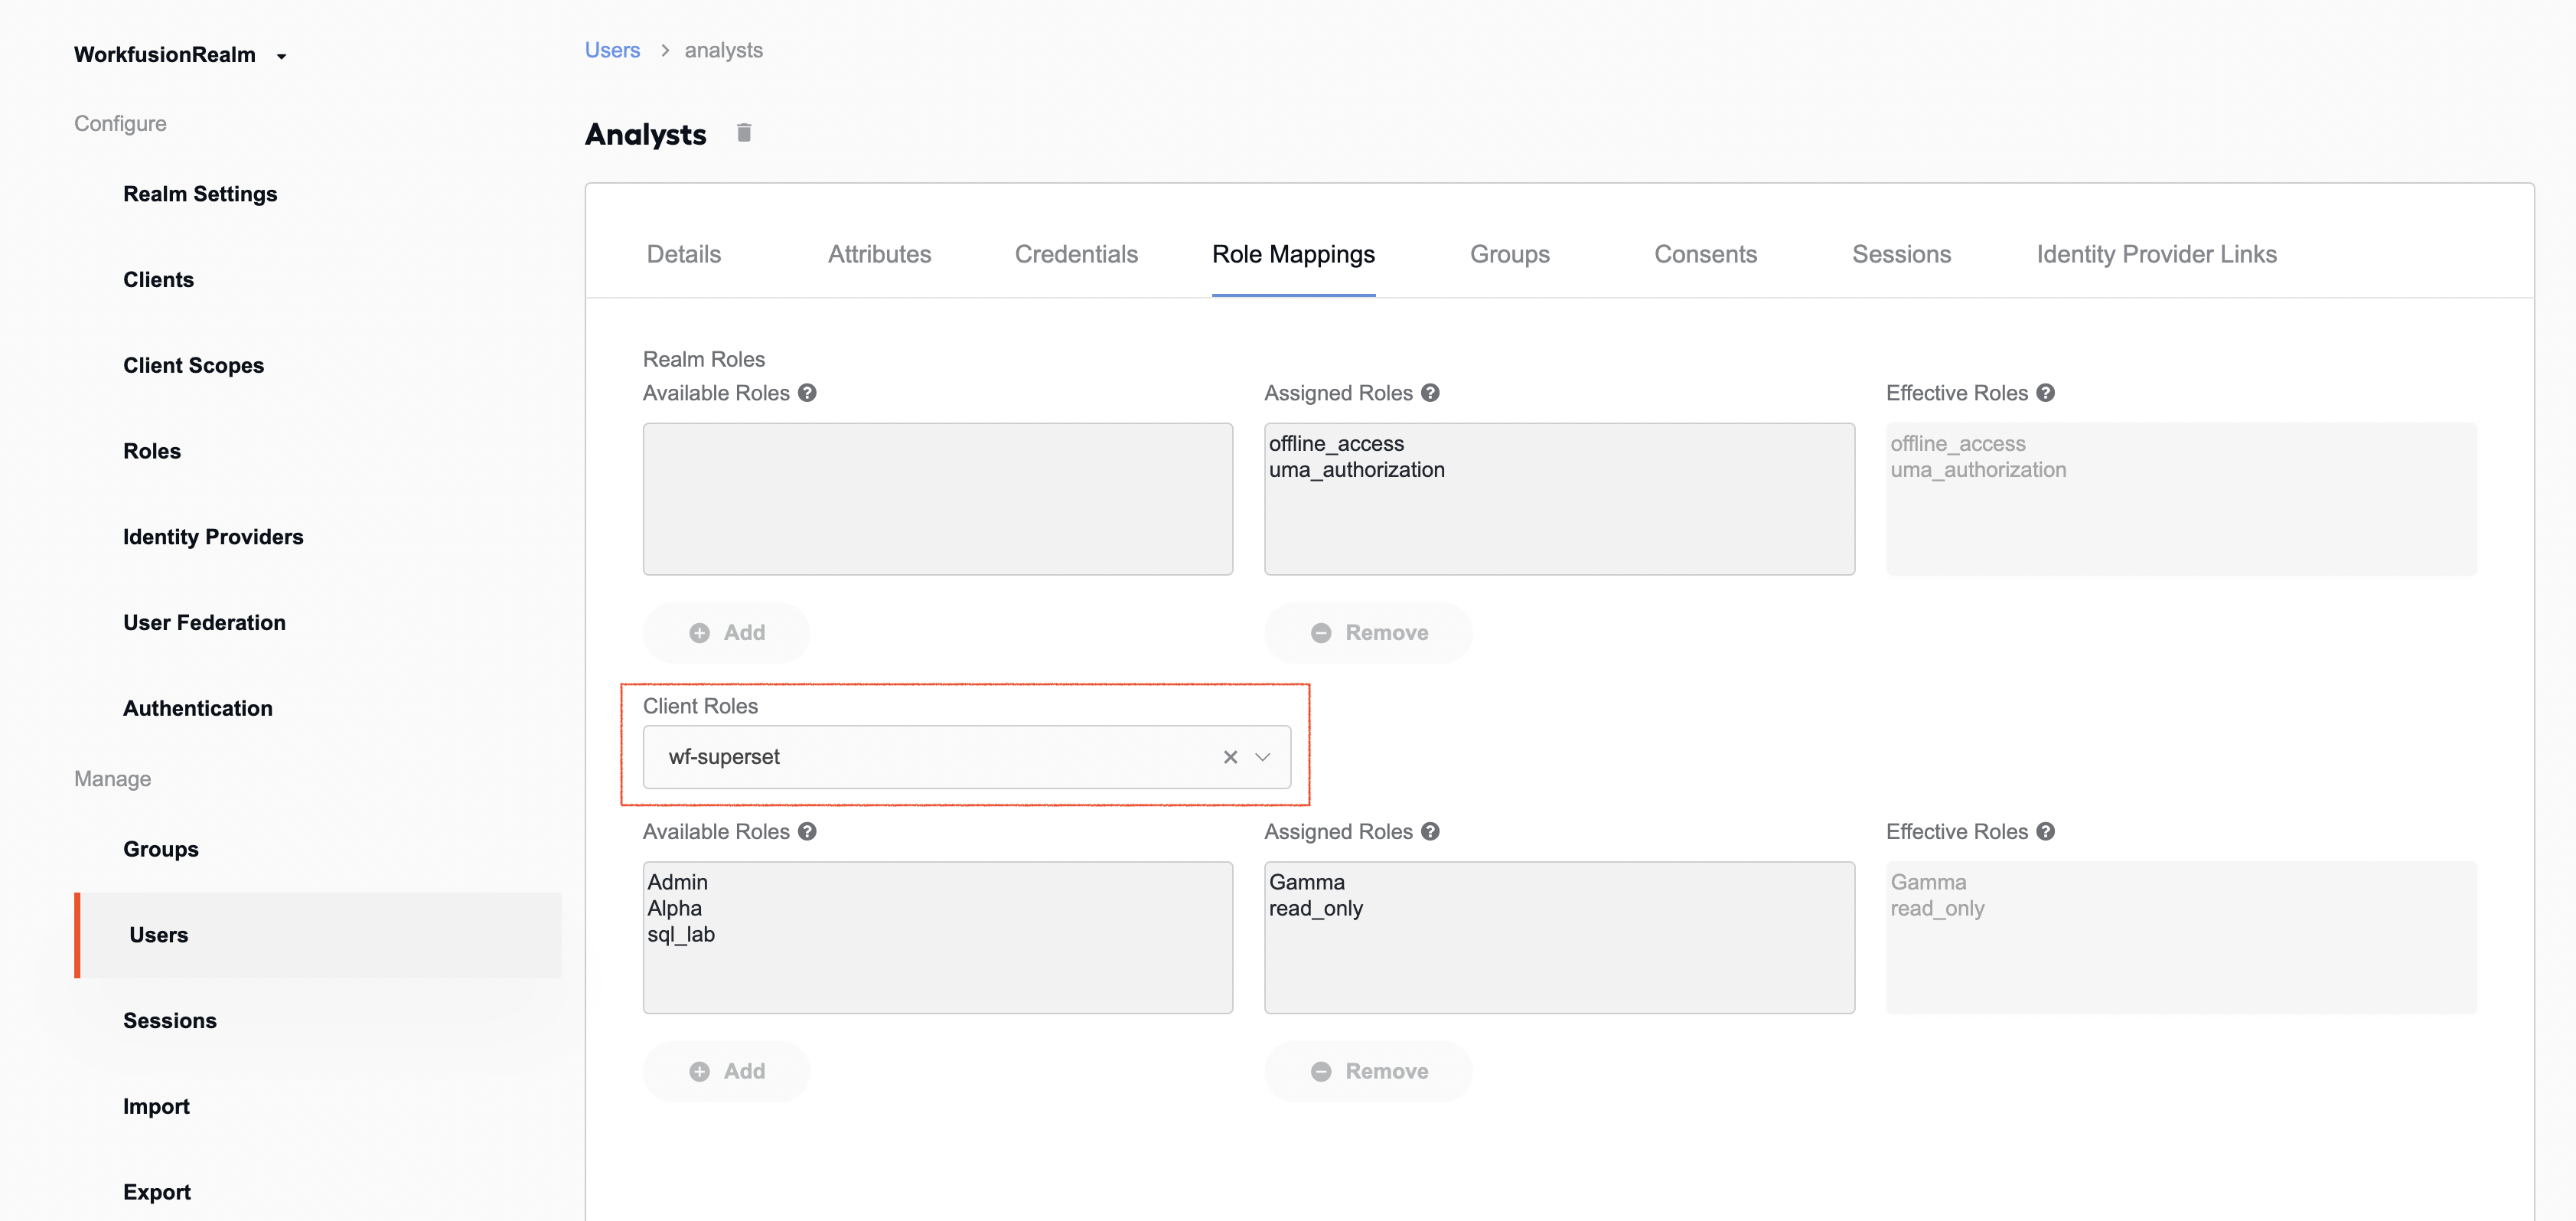 WorkfusionRealm
Configure
Realm Settings
Clients
Client Scopes
Roles
Identity Providers
User Federation
Authentication
Manage
Groups
Users
Sessions
Import
Export
Users > analysts
Analysts
Details Attributes Credentials Role Mappings Groups Consents Sessions Identity Provider Links
Realm Roles
Available Roles ? Assigned Roles ? Effective Roles ?
offline_access offline_access
uma_authorization uma_authorization
Add Remove
Client Roles
wf-superset
Available Roles ? Assigned Roles ? Effective Roles ?
Admin Gamma Gamma
Alpha read_only read_only
sql_lab
Add Remove